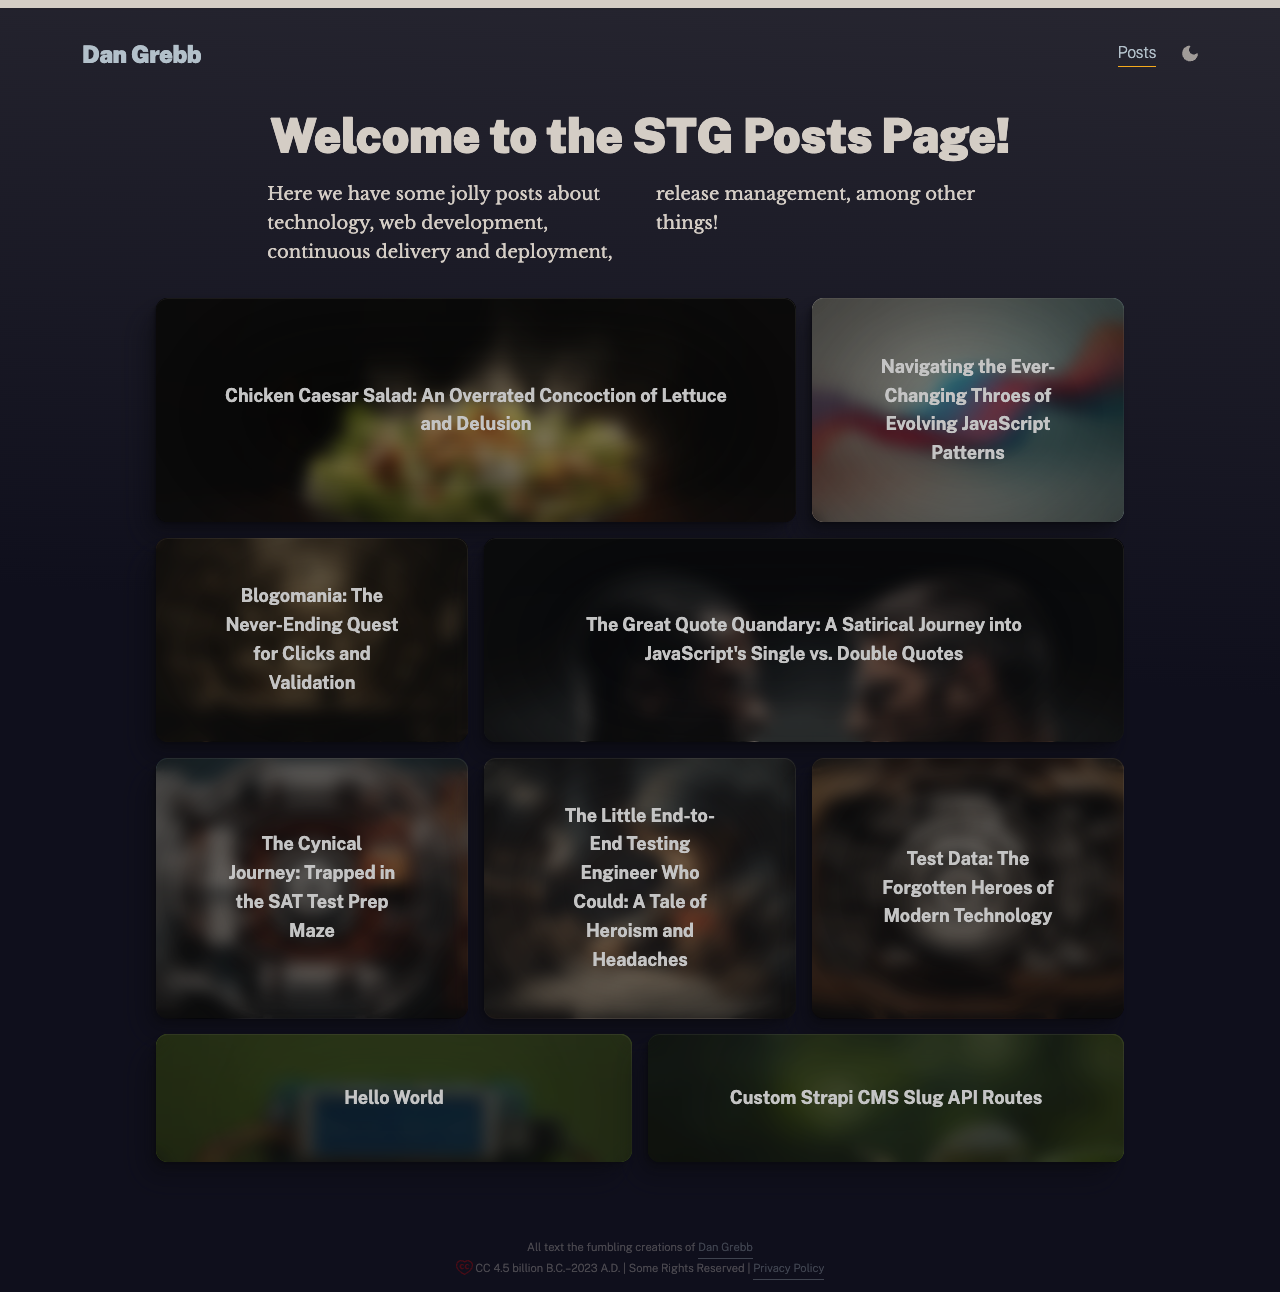 Dan Grebb
Posts
Welcome to the STG Posts Page!
Here we have some jolly posts about
technology, web development,
continuous delivery and deployment,
release management, among other
things!
Chicken Caesar Salad: An Overrated Concoction of Lettuce
and Delusion
Navigating the Ever-
Changing Throes of
Evolving JavaScript
Patterns
Blogomania: The
Never-Ending Quest
for Clicks and
Validation
The Great Quote Quandary: A Satirical Journey into
JavaScript's Single vs. Double Quotes
The Cynical
Journey: Trapped in
the SAT Test Prep
Maze
The Little End-to-
End Testing
Engineer Who
Could: A Tale of
Heroism and
Headaches
Test Data: The
Forgotten Heroes of
Modern Technology
Hello World
Custom Strapi CMS Slug API Routes
All text the fumbling creations of Dan Grebb
CC 4.5 billion B.C.–2023 A.D. | Some Rights Reserved | Privacy Policy